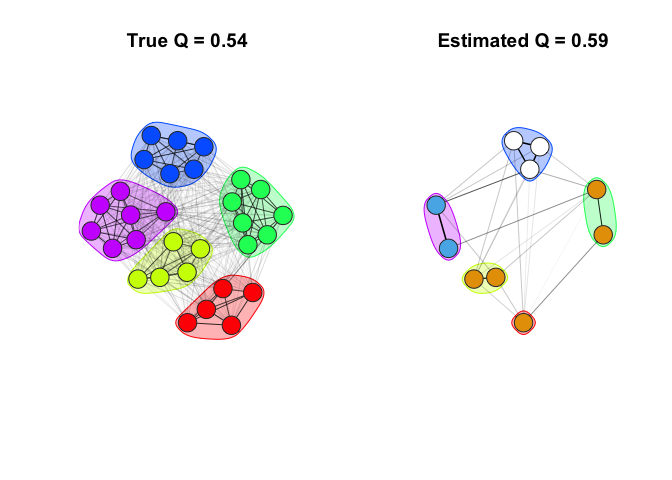 True Q = 0.54
Estimated Q = 0.59